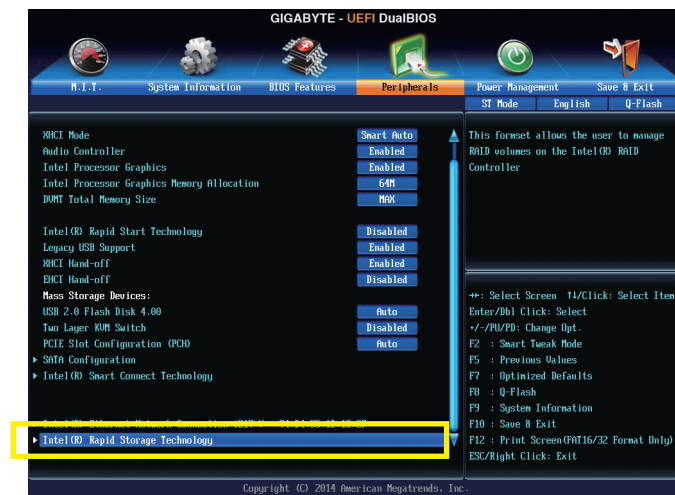 GIGABYTE - UEFI DualBIOS
M.I.T.
System Information
BIOS Features
Peripherals
Power Management
Save & Exit
ST Mode
English
Q-Flash
XHCI Mode Smart Auto
Audio Controller Enabled
Intel Processor Graphics Enabled
Intel Processor Graphics Memory Allocation 64M
DVMT Total Memory Size MAX
Intel(R) Rapid Start Technology Disabled
Legacy USB Support Enabled
XHCI Hand-off Enabled
EHCI Hand-off Disabled
Mass Storage Devices:
USB 2.0 Flash Disk 4.00 Auto
Two Layer KVM Switch Disabled
PCIE Slot Configuration (PCH) Auto
SATA Configuration
Intel(R) Smart Connect Technology
Intel(R) Ethernet Network Connection
Intel(R) Rapid Storage Technology
This formset allows the user to manage
RAID volumes on the Intel(R) RAID
Controller
↔: Select Screen ↑↓/Click: Select Item
Enter/Dbl Click: Select
+/-/PU/PD: Change Opt.
F2 : Smart Tweak Mode
F5 : Previous Values
F7 : Optimized Defaults
F8 : Q-Flash
F9 : System Information
F10 : Save & Exit
F12 : Print Screen(FAT16/32 Format Only)
ESC/Right Click: Exit
Copyright (C) 2014 American Megatrends, Inc.